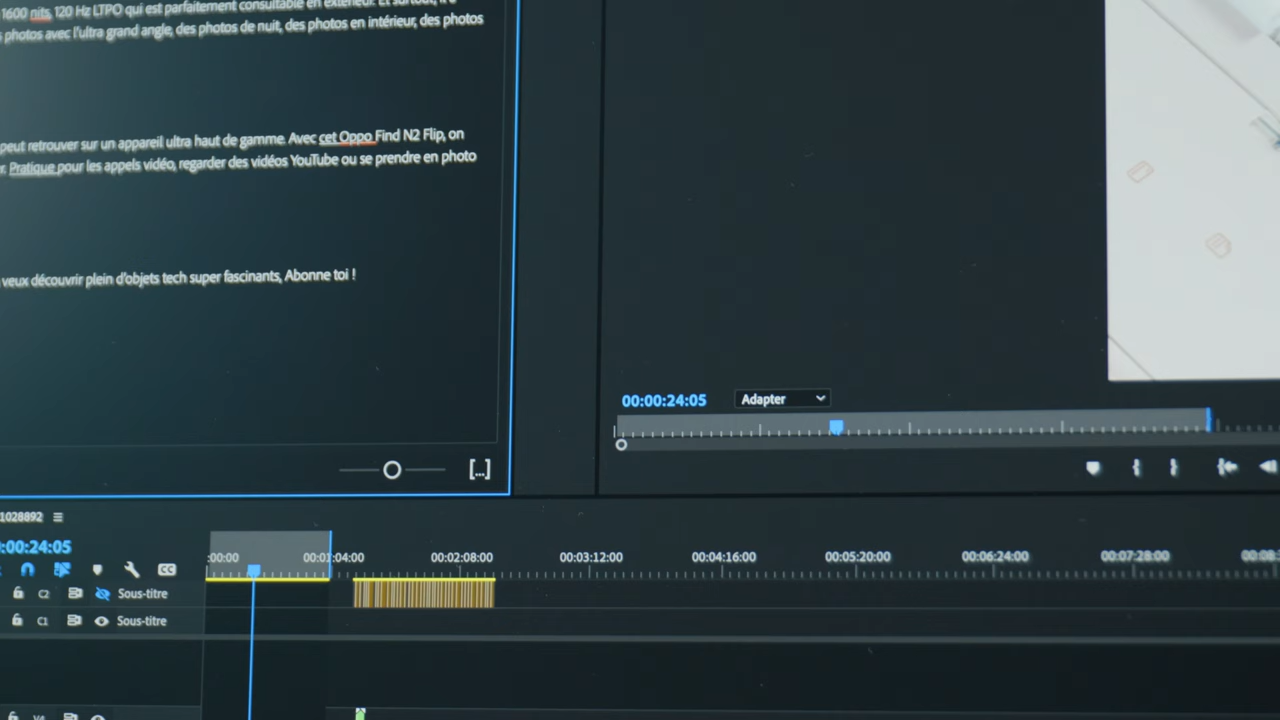 1600 nits, 120 Hz LTPO qui est parfaitement consultable en extérieur. Et surtout, il
photos avec l'ultra grand angle, des photos de nuit, des photos en intérieur, des photos
peut retrouver sur un appareil ultra haut de gamme. Avec cet Oppo Find N2 Flip, on
r. Pratique pour les appels vidéo, regarder des vidéos YouTube ou se prendre en photo
veux découvrir plein d'objets tech super fascinants, Abonne toi !
00:00:24:05
Adapter
[...]
1028892
:00:24:05
:00:00
00:01:04:00
00:02:08:00
00:03:12:00
00:04:16:00
00:05:20:00
00:06:24:00
00:07:28:00
00:08:
CC
C2
Sous-titre
C1
Sous-titre